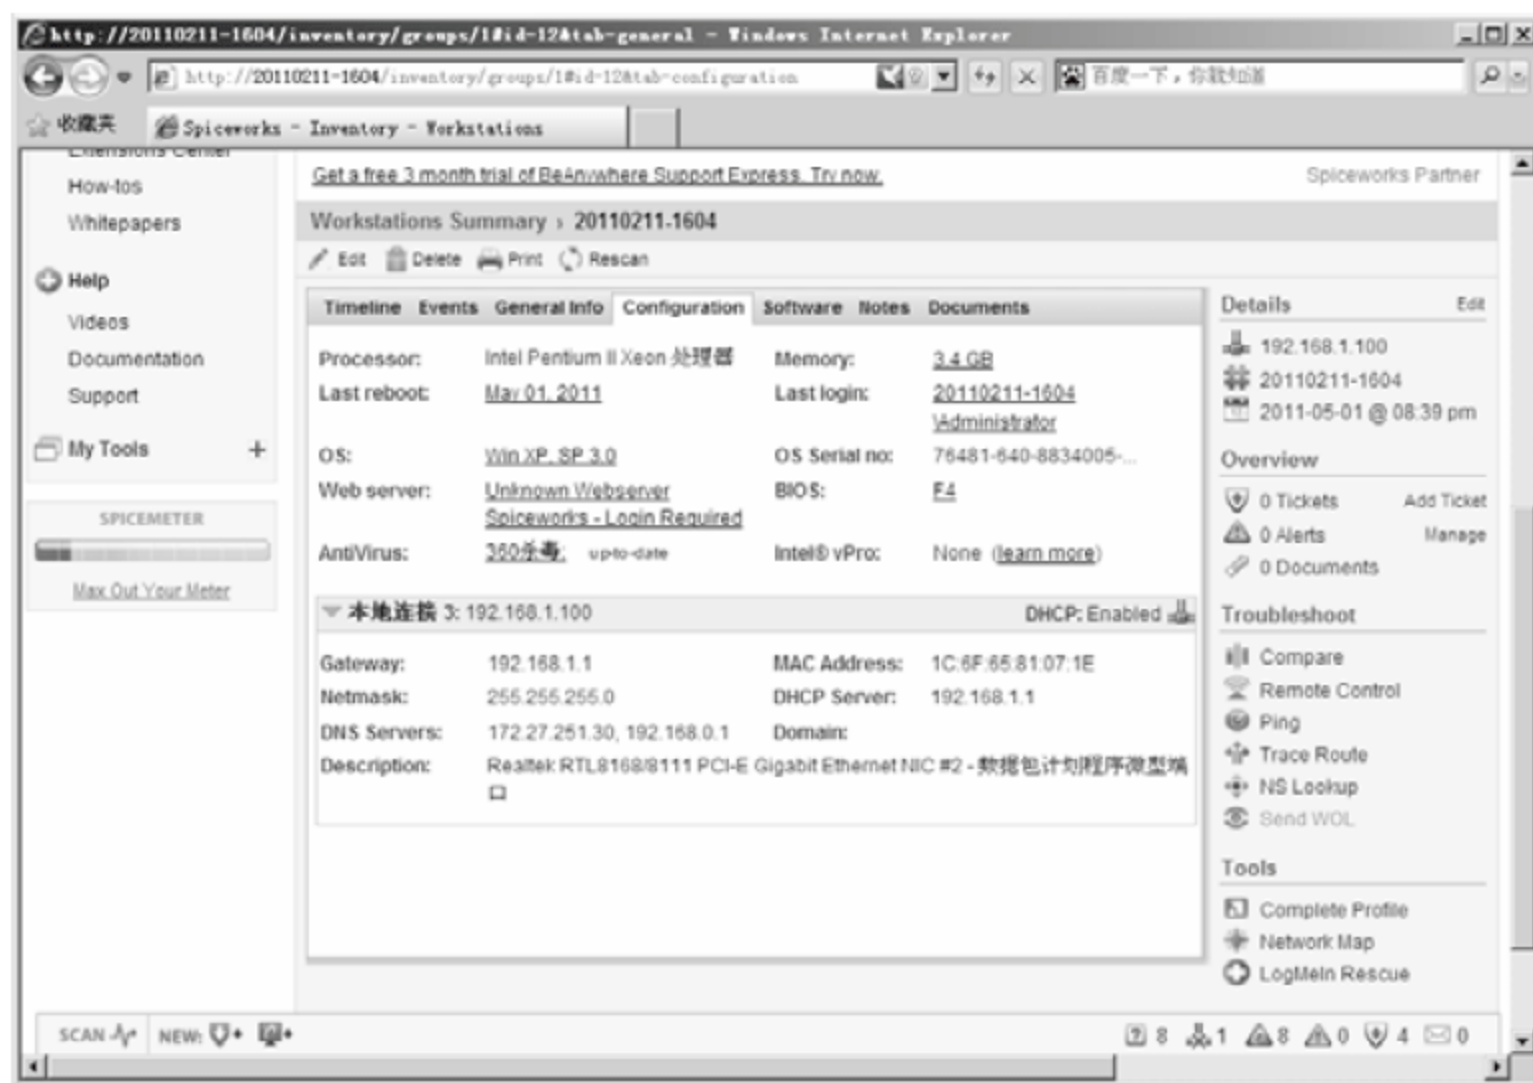 http://20110211-1604/inventory/groups/1#id-12&tab-general - Windows Internet Explorer
http://20110211-1604/inventory/groups/1#id-12&tab-configuration
百度一下，你就知道
收藏夹
Spiceworks - Inventory - Workstations
Extensions Center
How-tos
Whitepapers
Help
Videos
Documentation
Support
My Tools +
SPICEMETER
Max Out Your Meter
Get a free 3 month trial of BeAnywhere Support Express. Try now.
Spiceworks Partner
Workstations Summary › 20110211-1604
Edit Delete Print Rescan
Timeline Events General Info Configuration Software Notes Documents
Processor: Intel Pentium II Xeon 处理器 Memory: 3.4 GB
Last reboot: May 01, 2011 Last login: 20110211-1604
\Administrator
OS: Win XP, SP 3.0 OS Serial no: 76481-640-8834005-...
Web server: Unknown Webserver BIOS: F4
Spiceworks - Login Required
AntiVirus: 360杀毒: up-to-date Intel® vPro: None (learn more)
本地连接 3: 192.168.1.100 DHCP: Enabled
Gateway: 192.168.1.1 MAC Address: 1C:6F:65:81:07:1E
Netmask: 255.255.255.0 DHCP Server: 192.168.1.1
DNS Servers: 172.27.251.30, 192.168.0.1 Domain:
Description: Realtek RTL8168/8111 PCI-E Gigabit Ethernet NIC #2 - 数据包计划程序微型端
口
Details Edit
192.168.1.100
20110211-1604
2011-05-01 @ 08:39 pm
Overview
0 Tickets Add Ticket
0 Alerts Manage
0 Documents
Troubleshoot
Compare
Remote Control
Ping
Trace Route
NS Lookup
Send WOL
Tools
Complete Profile
Network Map
LogMeIn Rescue
SCAN NEW: 8 1 8 0 4 0